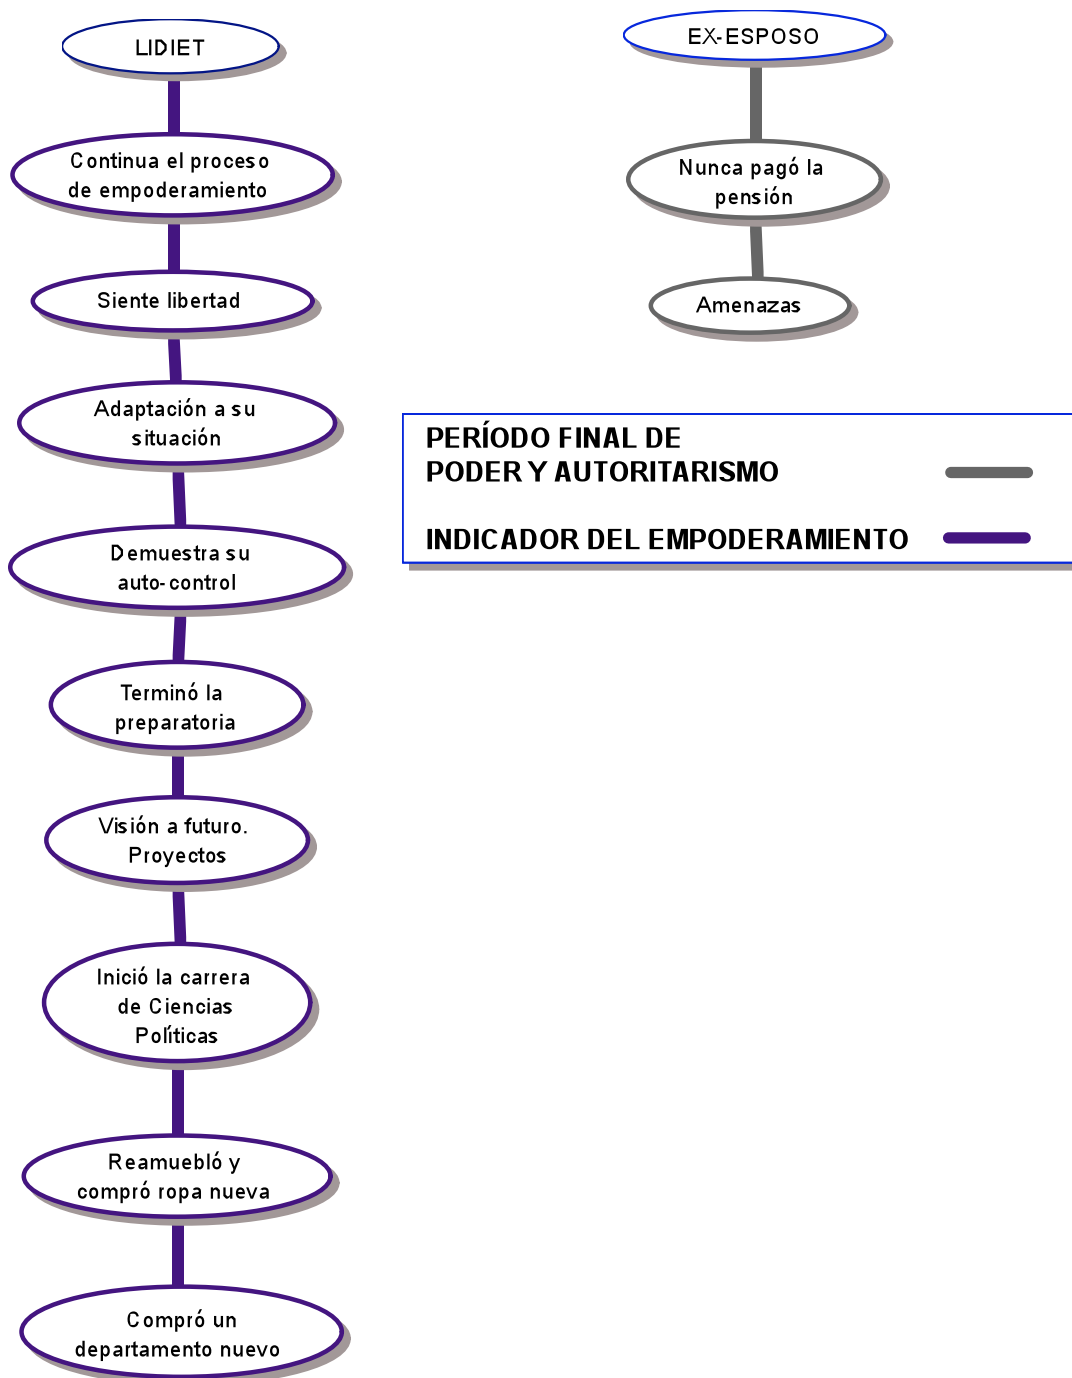 LIDIET
Continua el proceso
de empoderamiento
Siente libertad
Adaptación a su
situación
Demuestra su
auto-control
Terminó la
preparatoria
Visión a futuro.
Proyectos
Inició la carrera
de Ciencias
Políticas
Reamuebló y
compró ropa nueva
Compró un
departamento nuevo
EX-ESPOSO
Nunca pagó la
pensión
Amenazas
PERÍODO FINAL DE
PODER Y AUTORITARISMO
INDICADOR DEL EMPODERAMIENTO